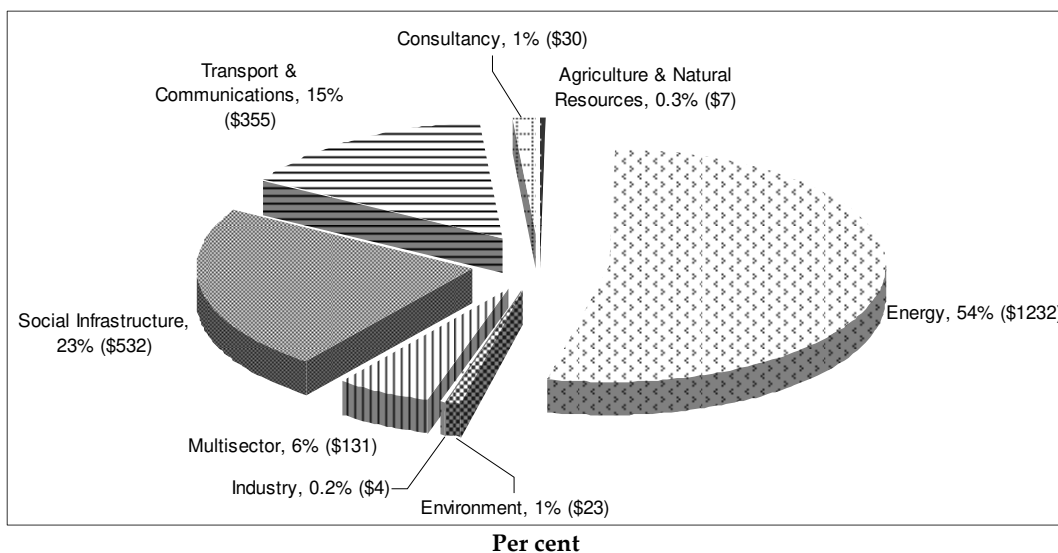 Consultancy, 1% ($30)
Transport &
Communications, 15%
($355)
Agriculture & Natural
Resources, 0.3% ($7)
Energy, 54% ($1232)
Social Infrastructure,
23% ($532)
Multisector, 6% ($131)
Industry, 0.2% ($4)
Environment, 1% ($23)
Per cent